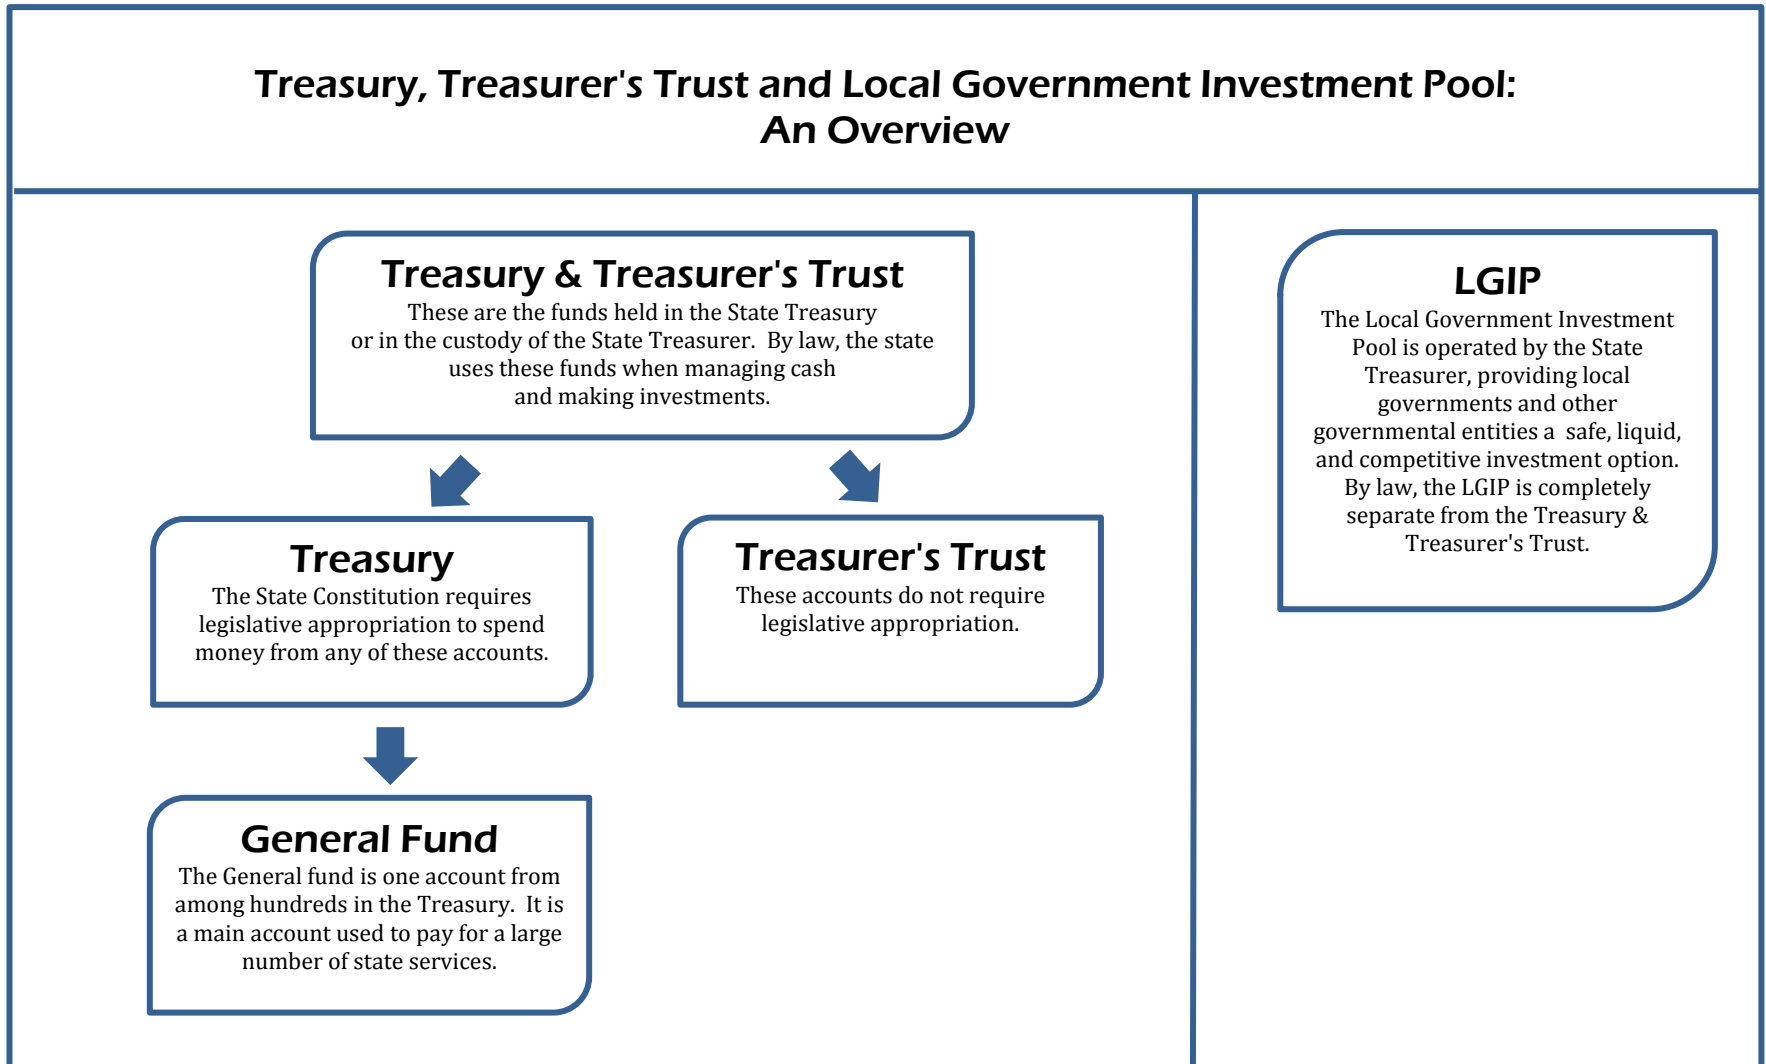 Treasury, Treasurer's Trust and Local Government Investment Pool:
An Overview
Treasury & Treasurer's Trust
These are the funds held in the State Treasury
or in the custody of the State Treasurer.  By law, the state
uses these funds when managing cash
and making investments.
Treasury
The State Constitution requires
legislative appropriation to spend
money from any of these accounts.
Treasurer's Trust
These accounts do not require
legislative appropriation.
General Fund
The General fund is one account from
among hundreds in the Treasury.  It is
a main account used to pay for a large
number of state services.
LGIP
The Local Government Investment
Pool is operated by the State
Treasurer, providing local
governments and other
governmental entities a  safe, liquid,
and competitive investment option.
By law, the LGIP is completely
separate from the Treasury &
Treasurer's Trust.